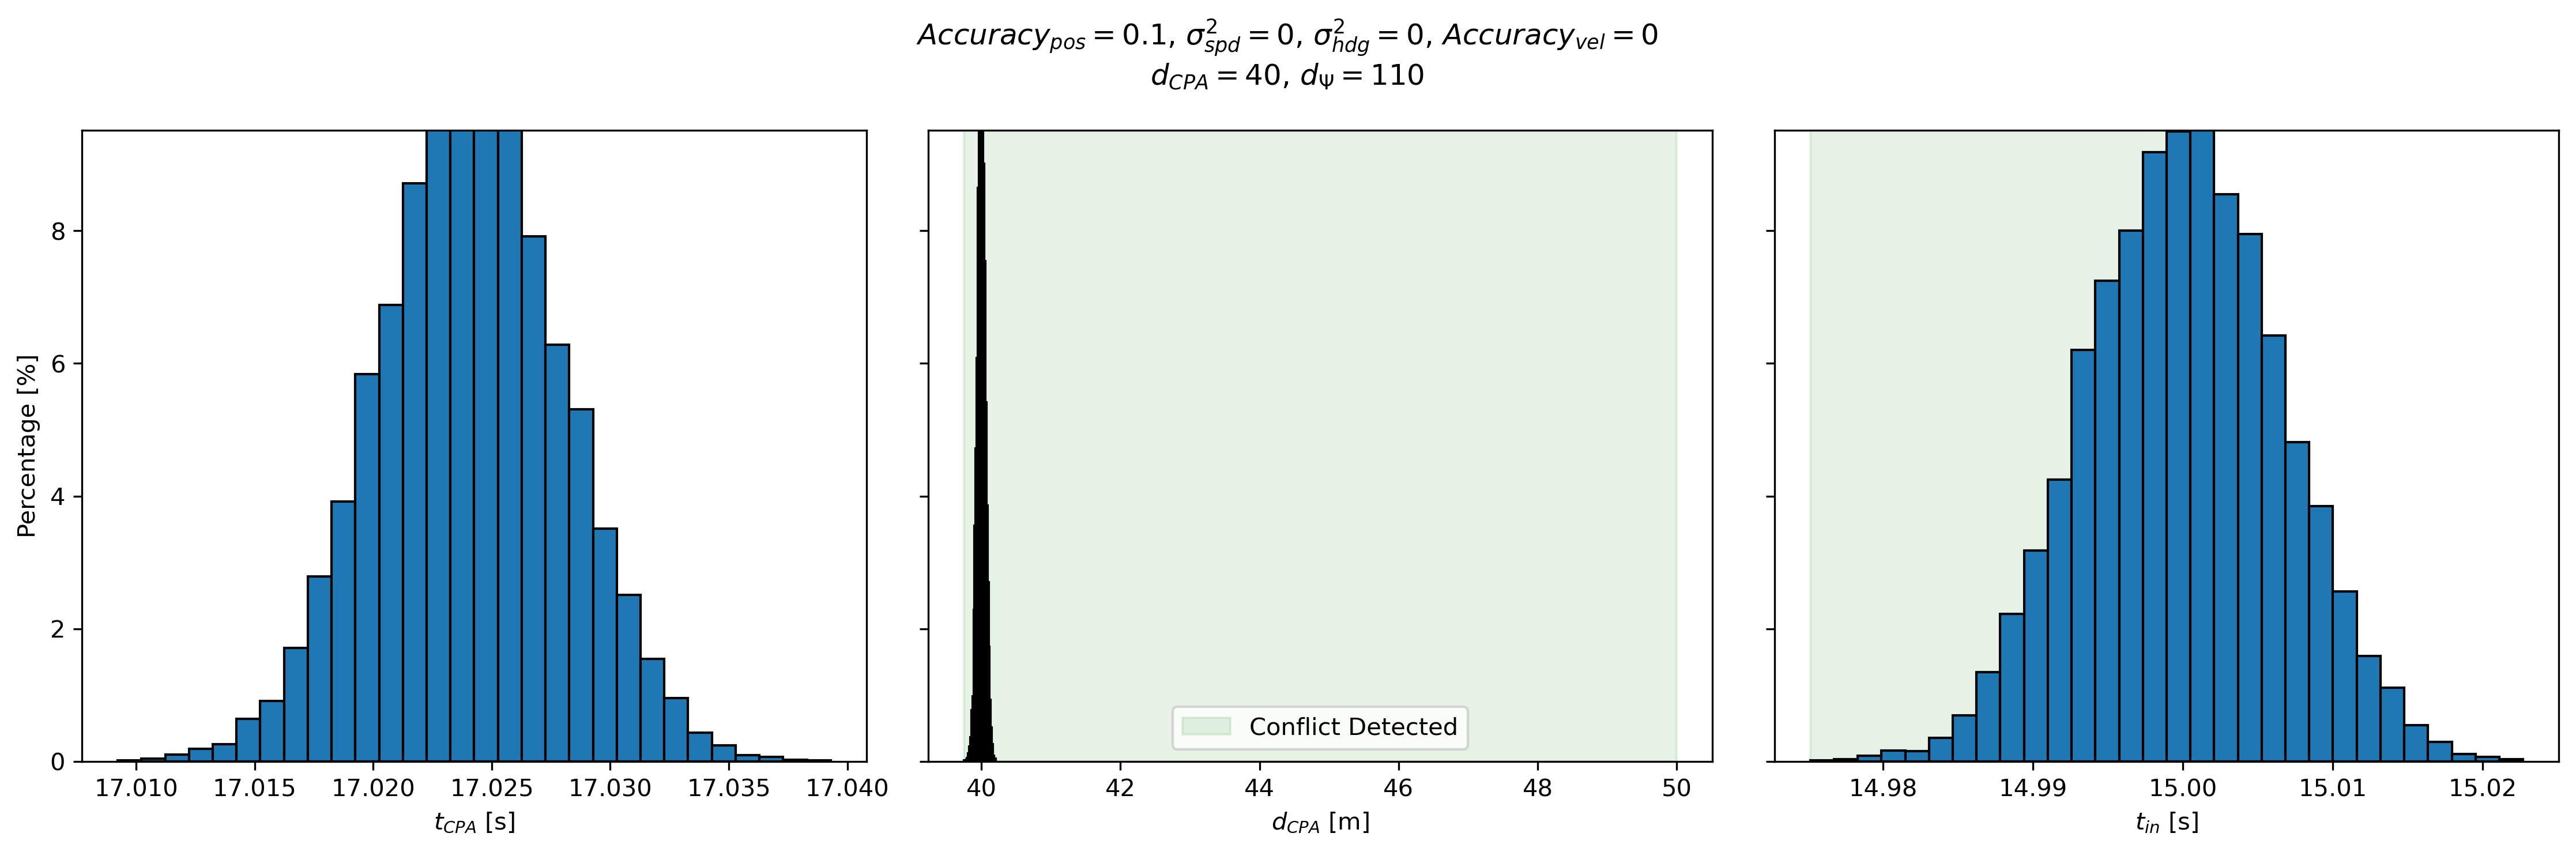 Accuracy_pos = 0.1, σ²_spd = 0, σ²_hdg = 0, Accuracy_vel = 0
d_CPA = 40, d_Ψ = 110
Percentage [%]
8
6
4
2
0
17.010 17.015 17.020 17.025 17.030 17.035 17.040
t_CPA [s]
Conflict Detected
40 42 44 46 48 50
d_CPA [m]
14.98 14.99 15.00 15.01 15.02
t_in [s]